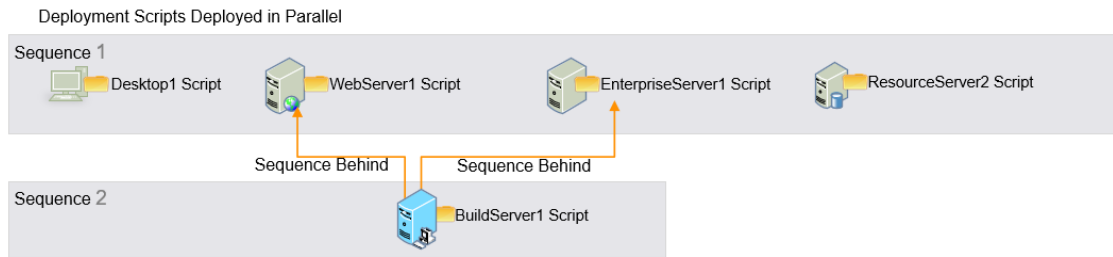 Deployment Scripts Deployed in Parallel
Sequence 1
Desktop1 Script
WebServer1 Script
EnterpriseServer1 Script
ResourceServer2 Script
Sequence Behind
Sequence Behind
Sequence 2
BuildServer1 Script